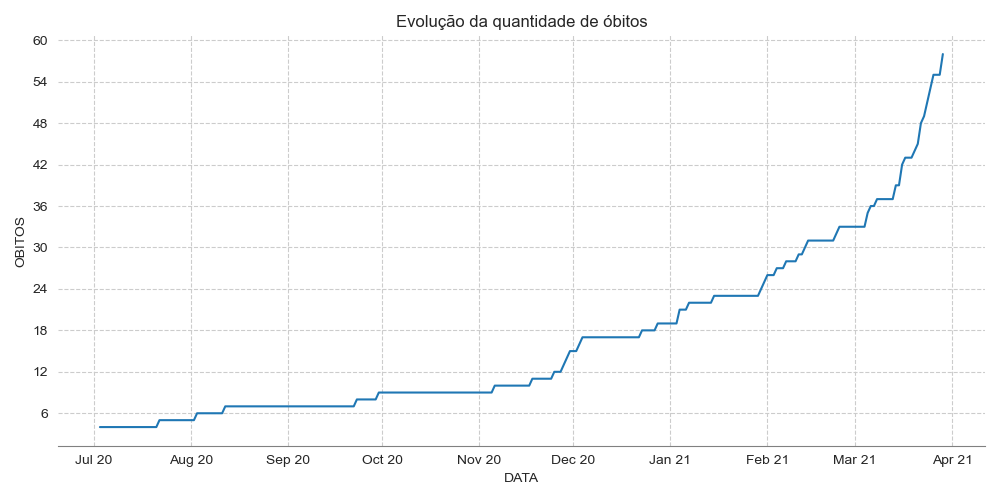 Evolução da quantidade de óbitos
60
54
48
42
36
30
24
18
12
6
OBITOS
Jul 20 Aug 20 Sep 20 Oct 20 Nov 20 Dec 20 Jan 21 Feb 21 Mar 21 Apr 21
DATA